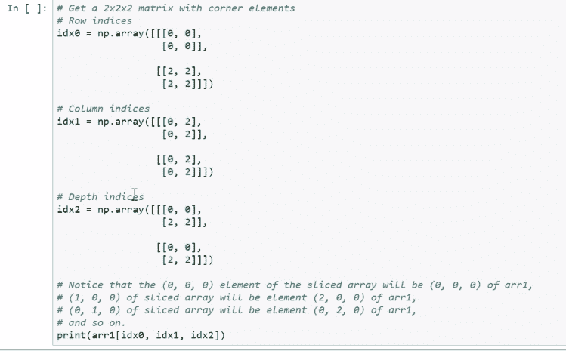 In [ ]: # Get a 2x2x2 matrix with corner elements
# Row indices
idx0 = np.array([[[0, 0],
[0, 0]],
[[2, 2],
[2, 2]]])
# Column indices
idx1 = np.array([[[0, 2],
[0, 2]],
[[0, 2],
[0, 2]]])
# Depth indices
idx2 = np.array([[[0, 0],
[2, 2]],
[[0, 0],
[2, 2]]])
# Notice that the (0, 0, 0) element of the sliced array will be (0, 0, 0) of arr1,
# (1, 0, 0) of sliced array will be element (2, 0, 0) of arr1,
# (0, 1, 0) of sliced array will be element (0, 2, 0) of arr1,
# and so on.
print(arr1[idx0, idx1, idx2])